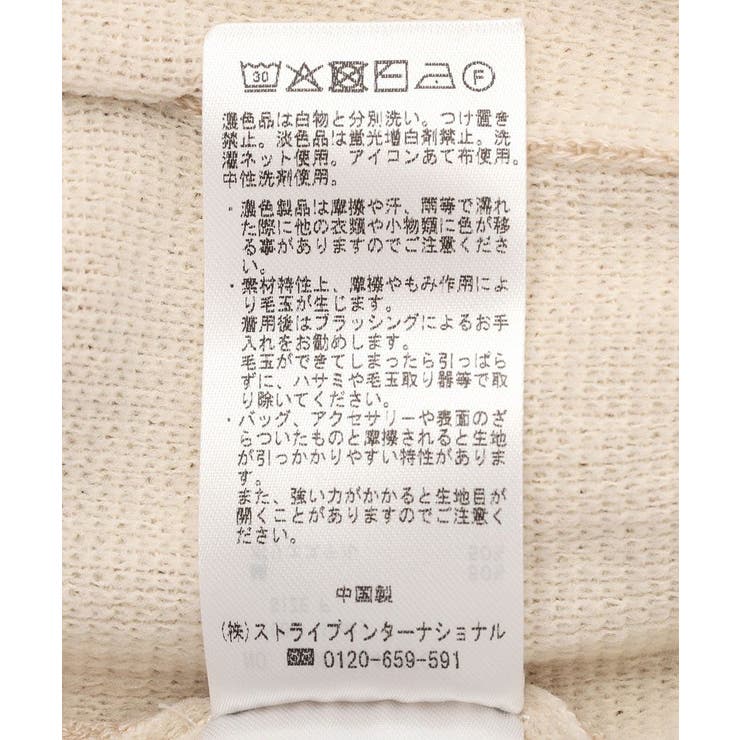 30 F
濃色品は白物と分別洗い。つけ置き
禁止。淡色品は蛍光増白剤禁止。洗
濯ネット使用。アイロンあて布使用。
中性洗剤使用。
・濃色製品は摩擦や汗、雨等で濡れ
た際に他の衣類や小物類に色が移
る事がありますのでご注意くださ
い。
・素材特性上、摩擦やもみ作用によ
り毛玉が生じます。
着用後はブラッシングによるお手
入れをお勧めします。
毛玉ができてしまったら引っぱら
ずに、ハサミや毛玉取り器等で取
り除いてください。
・バッグ、アクセサリーや表面のざ
らついたものと摩擦されると生地
が引っかかりやすい特性がありま
す。
また、強い力がかかると生地目が
開くことがありますのでご注意く
ださい。
中国製
(株)ストライプインターナショナル
0120-659-591